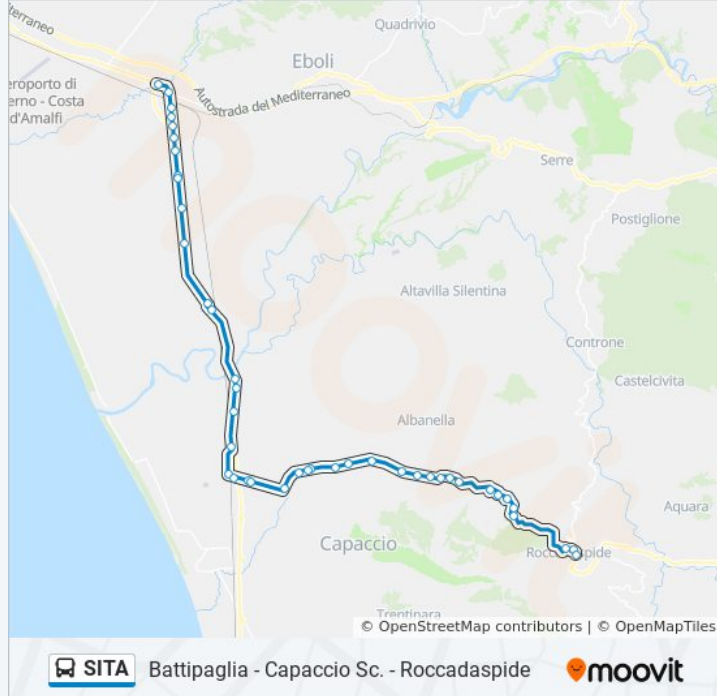 diterraneo
Quadrivio
Eboli
eroporto di
erno - Costa
d'Amalfi
Autostrada del Mediterraneo
Serre
Postiglione
Altavilla Silentina
Controne
Castelcivita
Albanella
Aquara
Capaccio
Roccadaspide
Trentinara
© OpenStreetMap contributors | © OpenMapTiles
SITA Battipaglia - Capaccio Sc. - Roccadaspide moovit